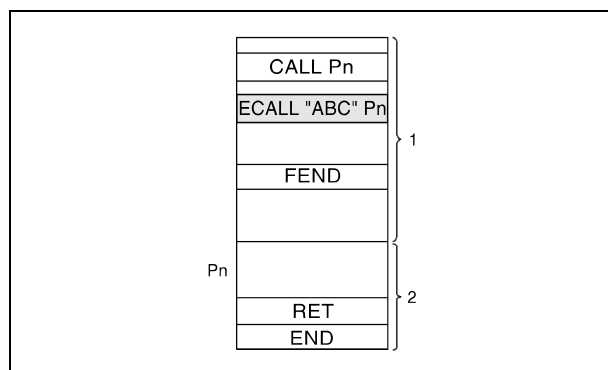 CALL Pn
ECALL "ABC" Pn
1
FEND
Pn
2
RET
END